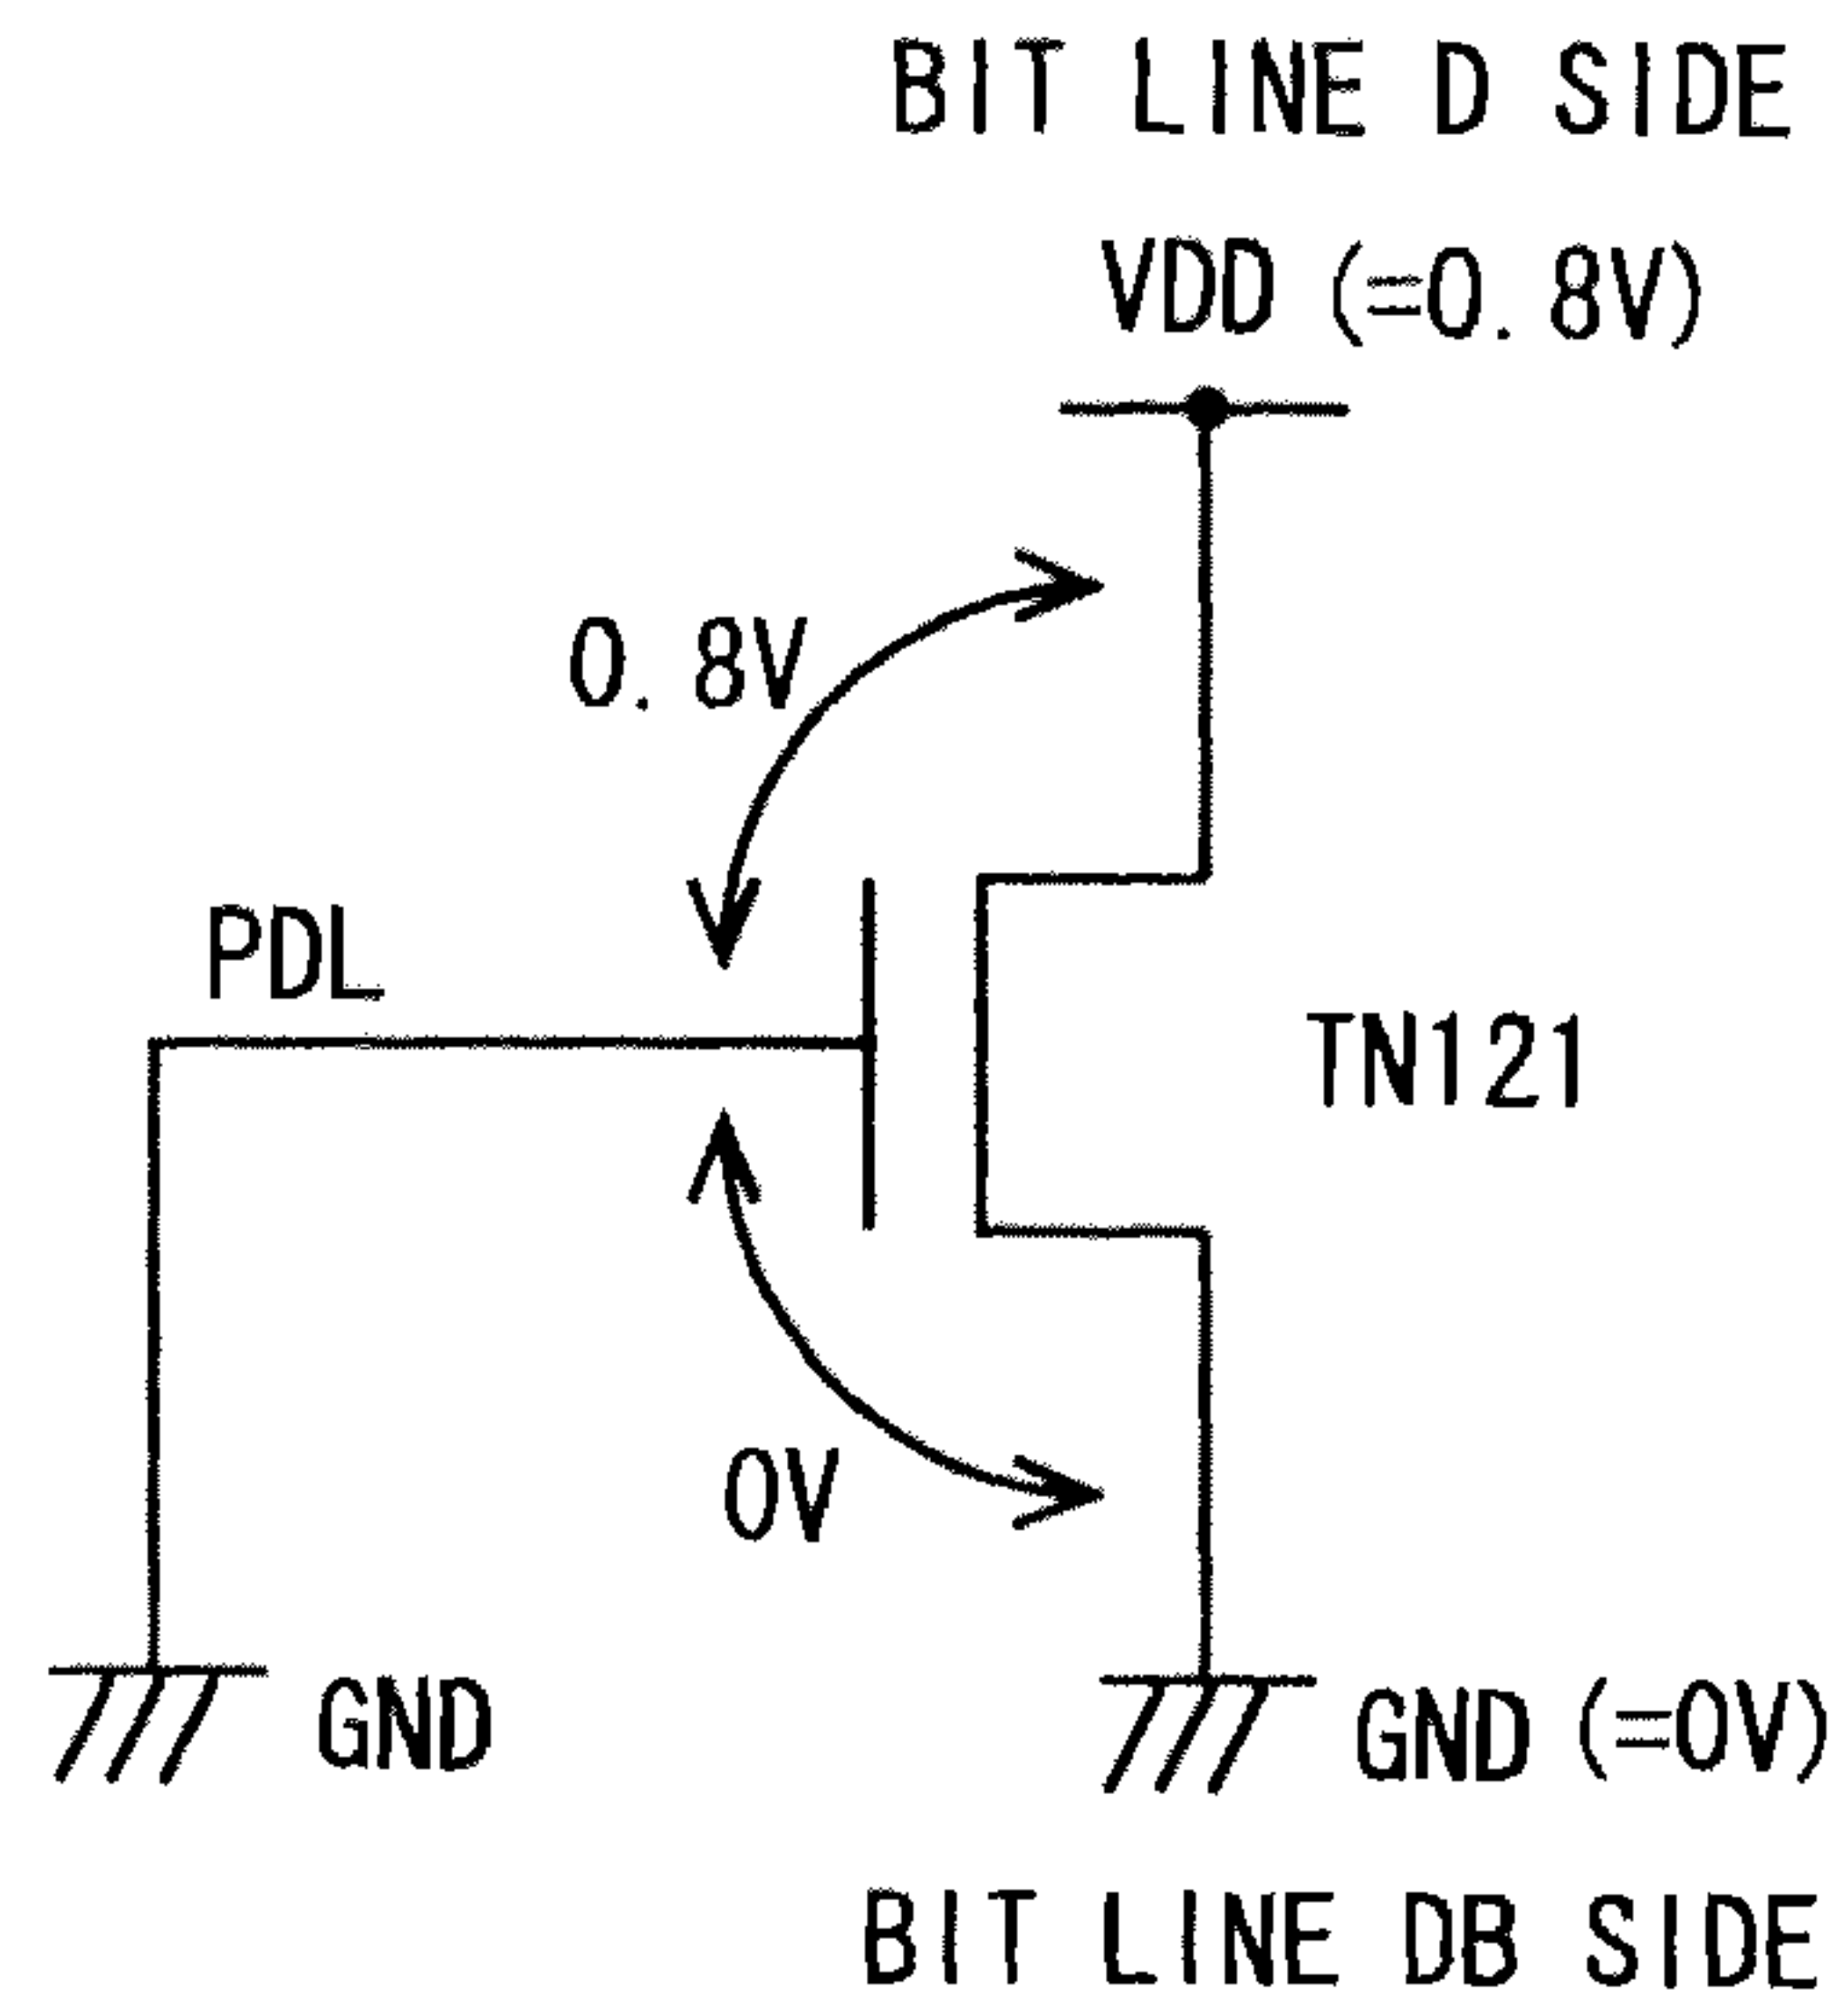 BIT LINE D SIDE
VDD (=0.8V)
0.8V
PDL
TN121
0V
GND
GND (=0V)
BIT LINE DB SIDE